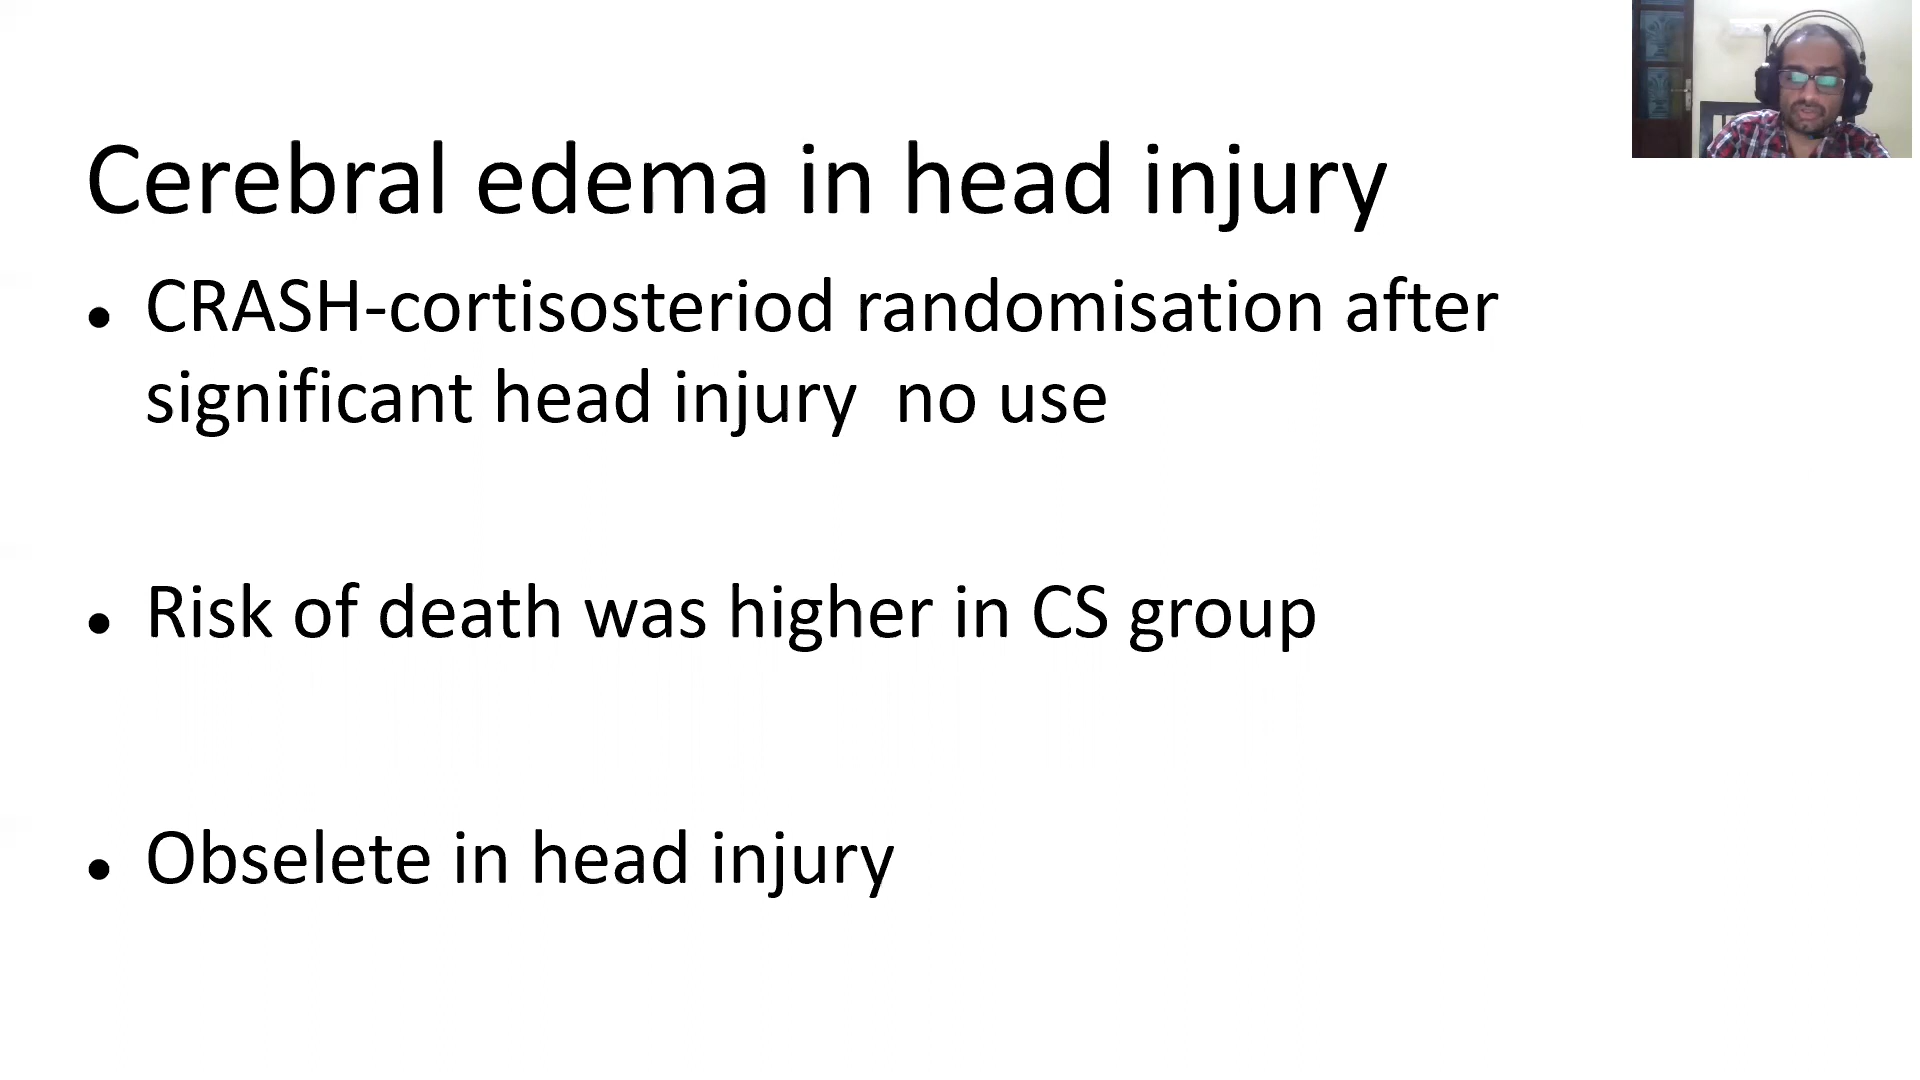 Cerebral edema in head injury
• CRASH-cortisosteriod randomisation after
significant head injury  no use
• Risk of death was higher in CS group
• Obselete in head injury